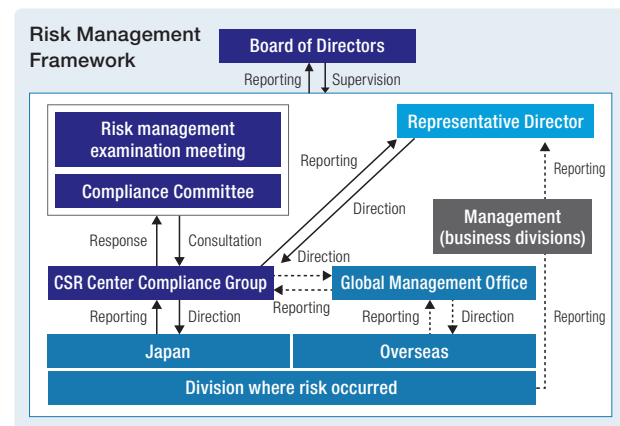 Risk Management
Framework
Board of Directors
Reporting
Supervision
Risk management
examination meeting
Compliance Committee
Representative Director
Reporting
Direction
Reporting
Management
(business divisions)
Response
Consultation
Direction
CSR Center Compliance Group
Global Management Office
Reporting
Reporting
Direction
Reporting
Direction
Reporting
Japan
Overseas
Division where risk occurred